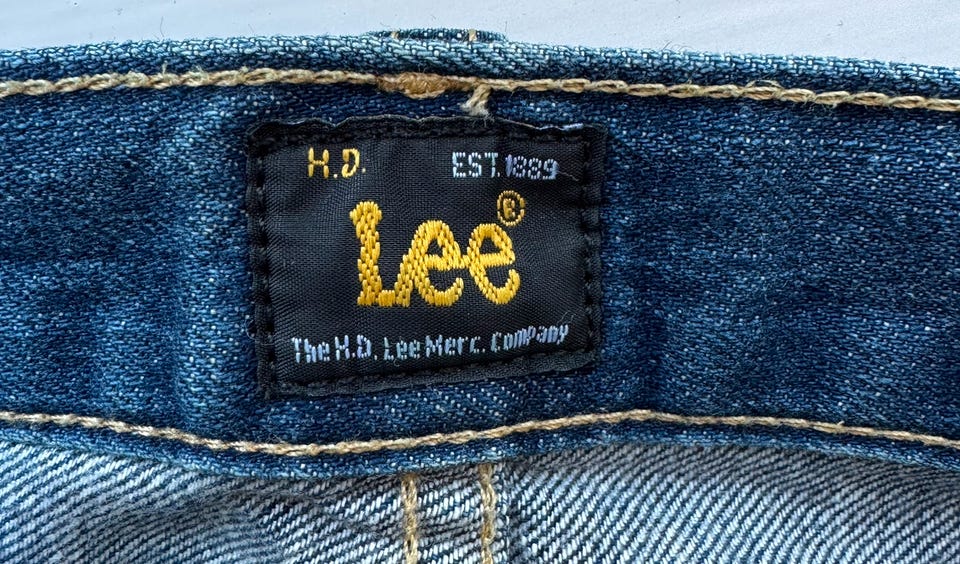 H.D. EST.1889
Lee®
The H.D. Lee Merc. Company